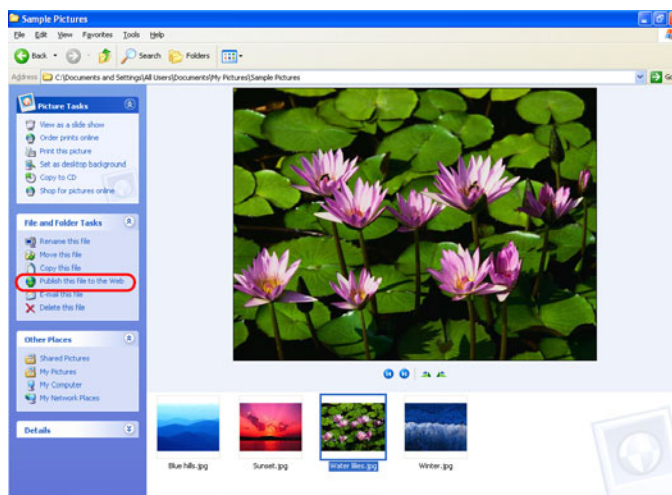 Sample Pictures
File Edit View Favorites Tools Help
Back Search Folders
Address C:\Documents and Settings\All Users\Documents\My Pictures\Sample Pictures Go
Picture Tasks
View as a slide show
Order prints online
Print this picture
Set as desktop background
Copy to CD
Shop for pictures online
File and Folder Tasks
Rename this file
Move this file
Copy this file
Publish this file to the Web
E-mail this file
Delete this file
Other Places
Shared Pictures
My Pictures
My Computer
My Network Places
Details
Blue hills.jpg Sunset.jpg Water lilies.jpg Winter.jpg